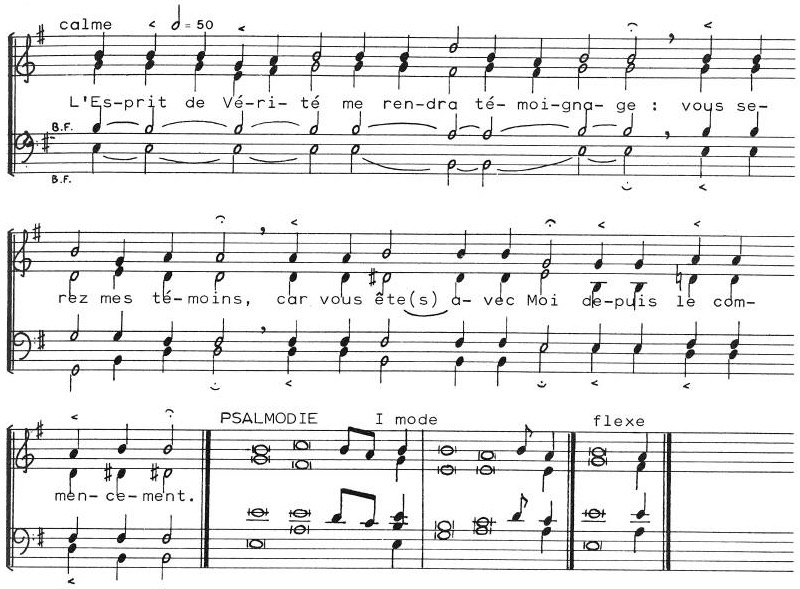 calme = 50
L'Es-prit de Vé-ri-té me ren-dra té-moi-gna-ge : vous se-
B.F.
B.F.
rez mes té-moins, car vous ête(s) a-vec Moi de-puis le com-
PSALMODIE I mode flexe
men-ce-ment.